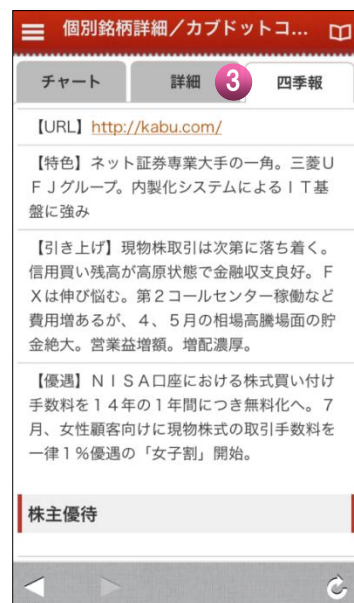 個別銘柄詳細／カブドットコ...
チャート
詳細
3
四季報
【URL】http://kabu.com/
【特色】ネット証券専業大手の一角。三菱U
ＦＪグループ。内製化システムによるＩＴ基
盤に強み
【引き上げ】現物株取引は次第に落ち着く。
信用買い残高が高原状態で金融収支良好。Ｆ
Ｘは伸び悩む。第２コールセンター稼働など
費用増あるが、４、５月の相場高騰場面の貯
金絶大。営業益増額。増配濃厚。
【優遇】ＮＩＳＡ口座における株式買い付け
手数料を１４年の１年間につき無料化へ。７
月、女性顧客向けに現物株式の取引手数料を
一律１％優遇の「女子割」開始。
株主優待